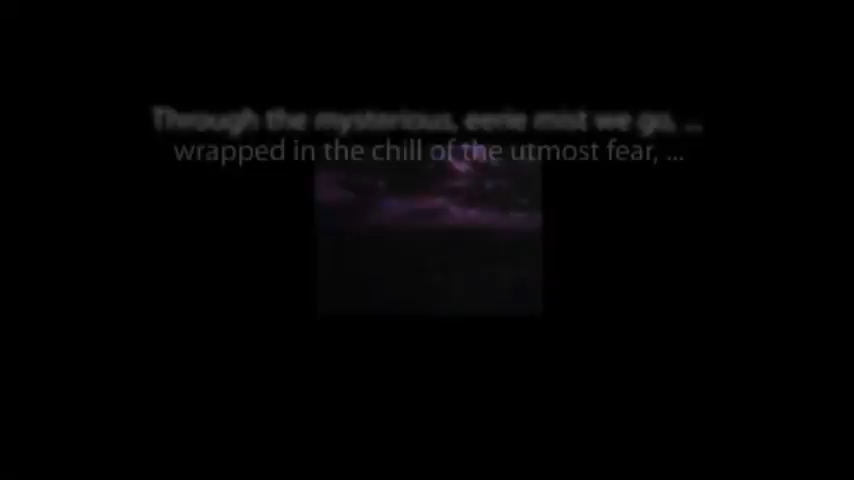 Through the mysterious, eerie mist we go, ...
wrapped in the chill of the utmost fear, ...